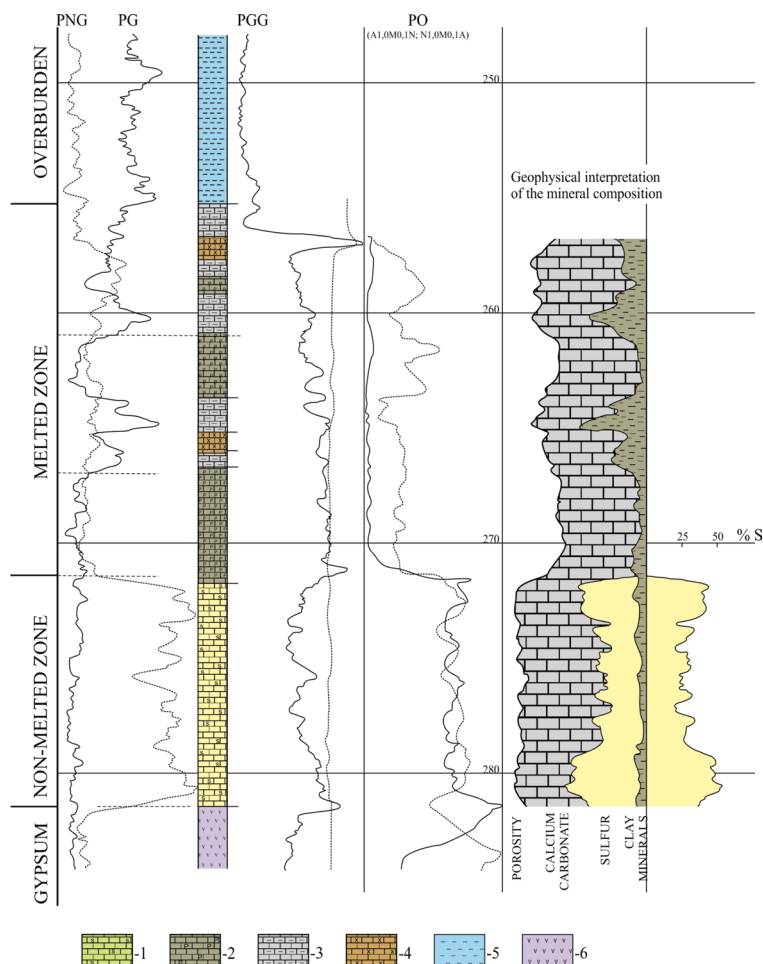 PNG PG PGG PO
(A1,0M0,1N; N1,0M0,1A)
OVERBURDEN
250
Geophysical interpretation
of the mineral composition
MELTED ZONE
260
270
25 50 % S
NON-MELTED ZONE
280
GYPSUM
POROSITY
CALCIUM
CARBONATE
SULFUR
CLAY
MINERALS
-1 -2 -3 -4 -5 -6